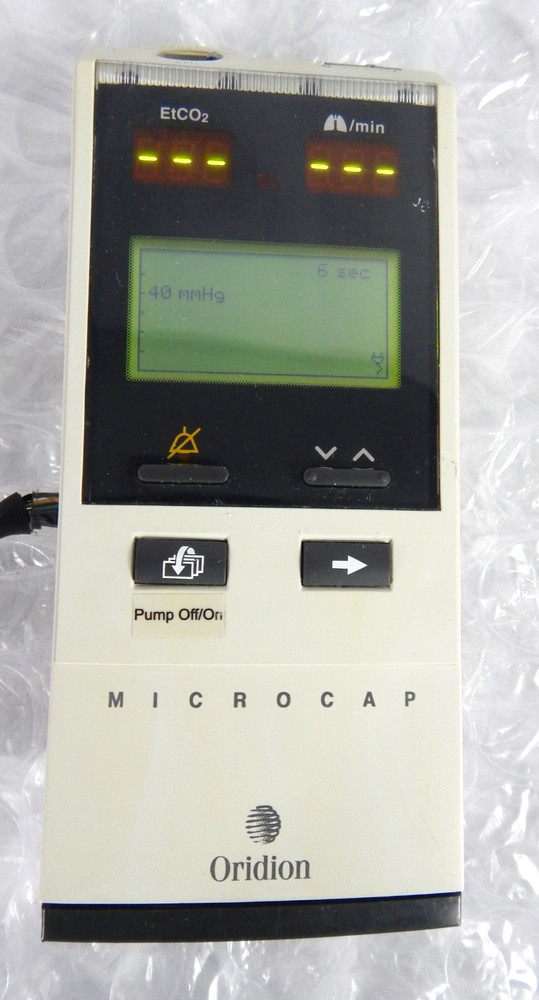 EtCO₂
/min
--- ---
6 sec
40 mmHg
Pump Off/On
MICROCAP
Oridion